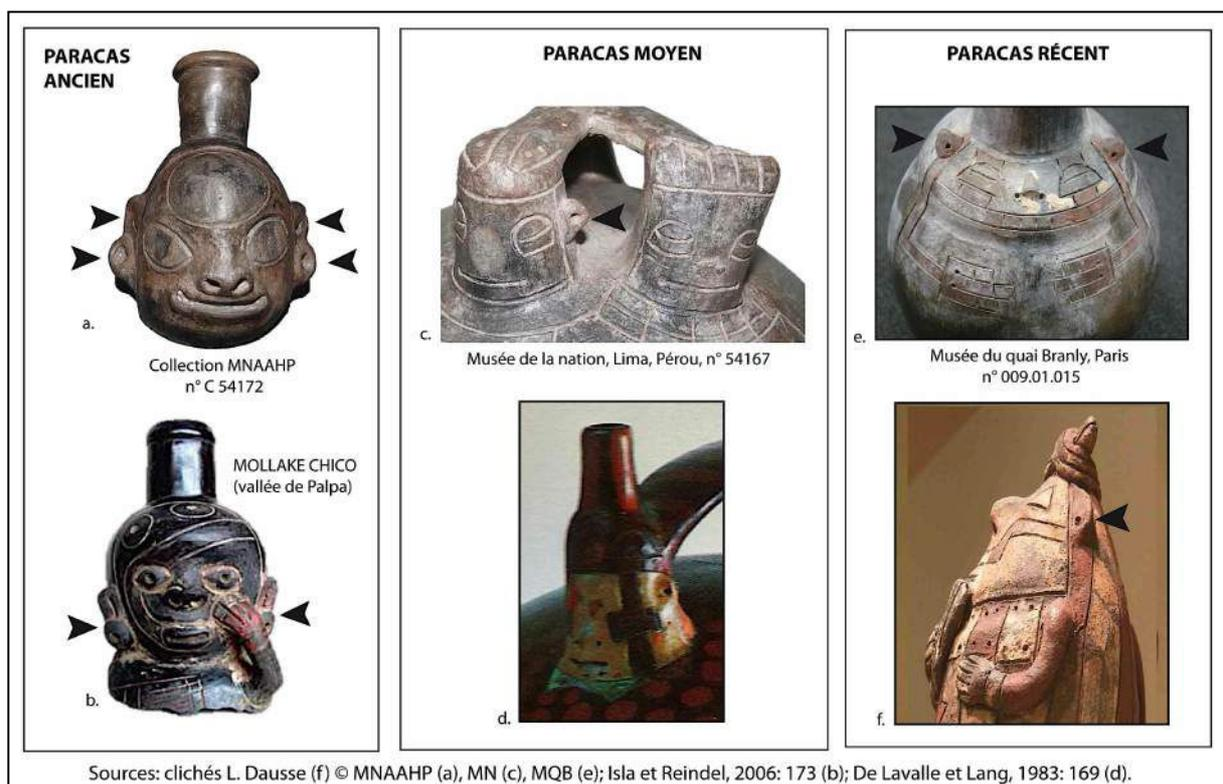 PARACAS
ANCIEN
a.
Collection MNAAHP
n° C 54172
MOLLAKE CHICO
(vallée de Palpa)
b.
PARACAS MOYEN
c.
Musée de la nation, Lima, Pérou, n° 54167
d.
PARACAS RÉCENT
e.
Musée du quai Branly, Paris
n° 009.01.015
f.
Sources: clichés L. Dausse (f) © MNAAHP (a), MN (c), MQB (e); Isla et Reindel, 2006: 173 (b); De Lavalle et Lang, 1983: 169 (d).